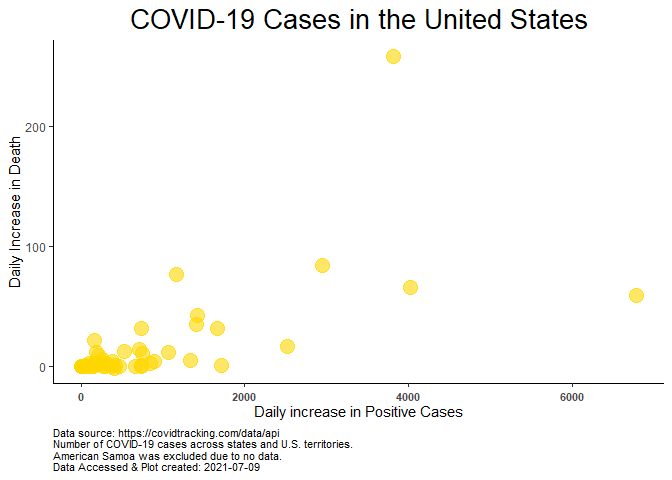 COVID-19 Cases in the United States
Daily Increase in Death
200
100
0
0
2000
4000
6000
Daily increase in Positive Cases
Data source: https://covidtracking.com/data/api
Number of COVID-19 cases across states and U.S. territories.
American Samoa was excluded due to no data.
Data Accessed & Plot created: 2021-07-09